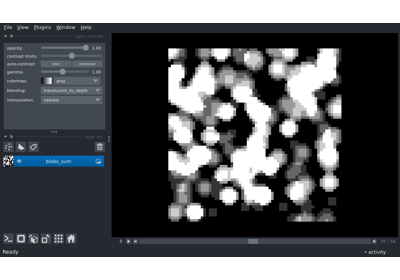 File View Plugins Window Help
opacity: 1.00
contrast limits:
auto-contrast: once continuous
gamma: 1.00
colormap: gray
blending: translucent_no_depth
interpolation: nearest
blobs_sum
Ready
activity